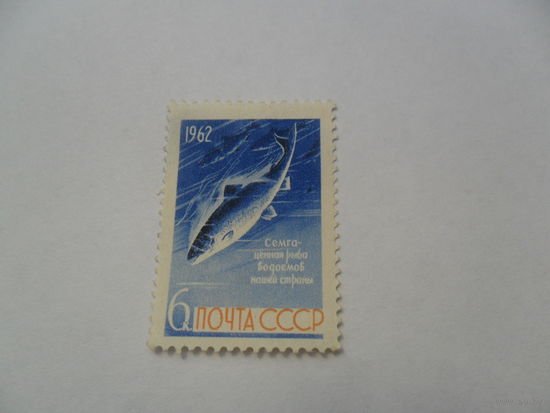 1962
Семга-
ценная рыба
водоемов
нашей страны
6к ПОЧТА СССР